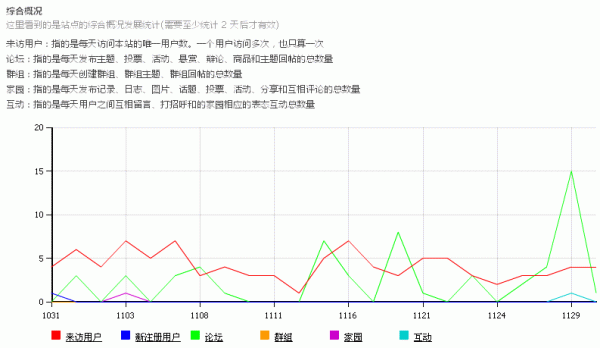 综合概况
这里看到的是站点的综合概况发展统计(需要至少统计 2 天后才有效)
来访用户：指的是每天访问本站的唯一用户数。一个用户访问多次，也只算一次
论坛：指的是每天发布主题、投票、活动、悬赏、辩论、商品和主题回帖的总数量
群组：指的是每天创建群组、群组主题、群组回帖的总数量
家园：指的是每天发布记录、日志、图片、话题、投票、活动、分享和互相评论的总数量
互动：指的是每天用户之间互相留言、打招呼和的家园相应的表态互动总数量
20
15
10
5
0
1031 1103 1108 1111 1116 1121 1124 1129
来访用户 新注册用户 论坛 群组 家园 互动